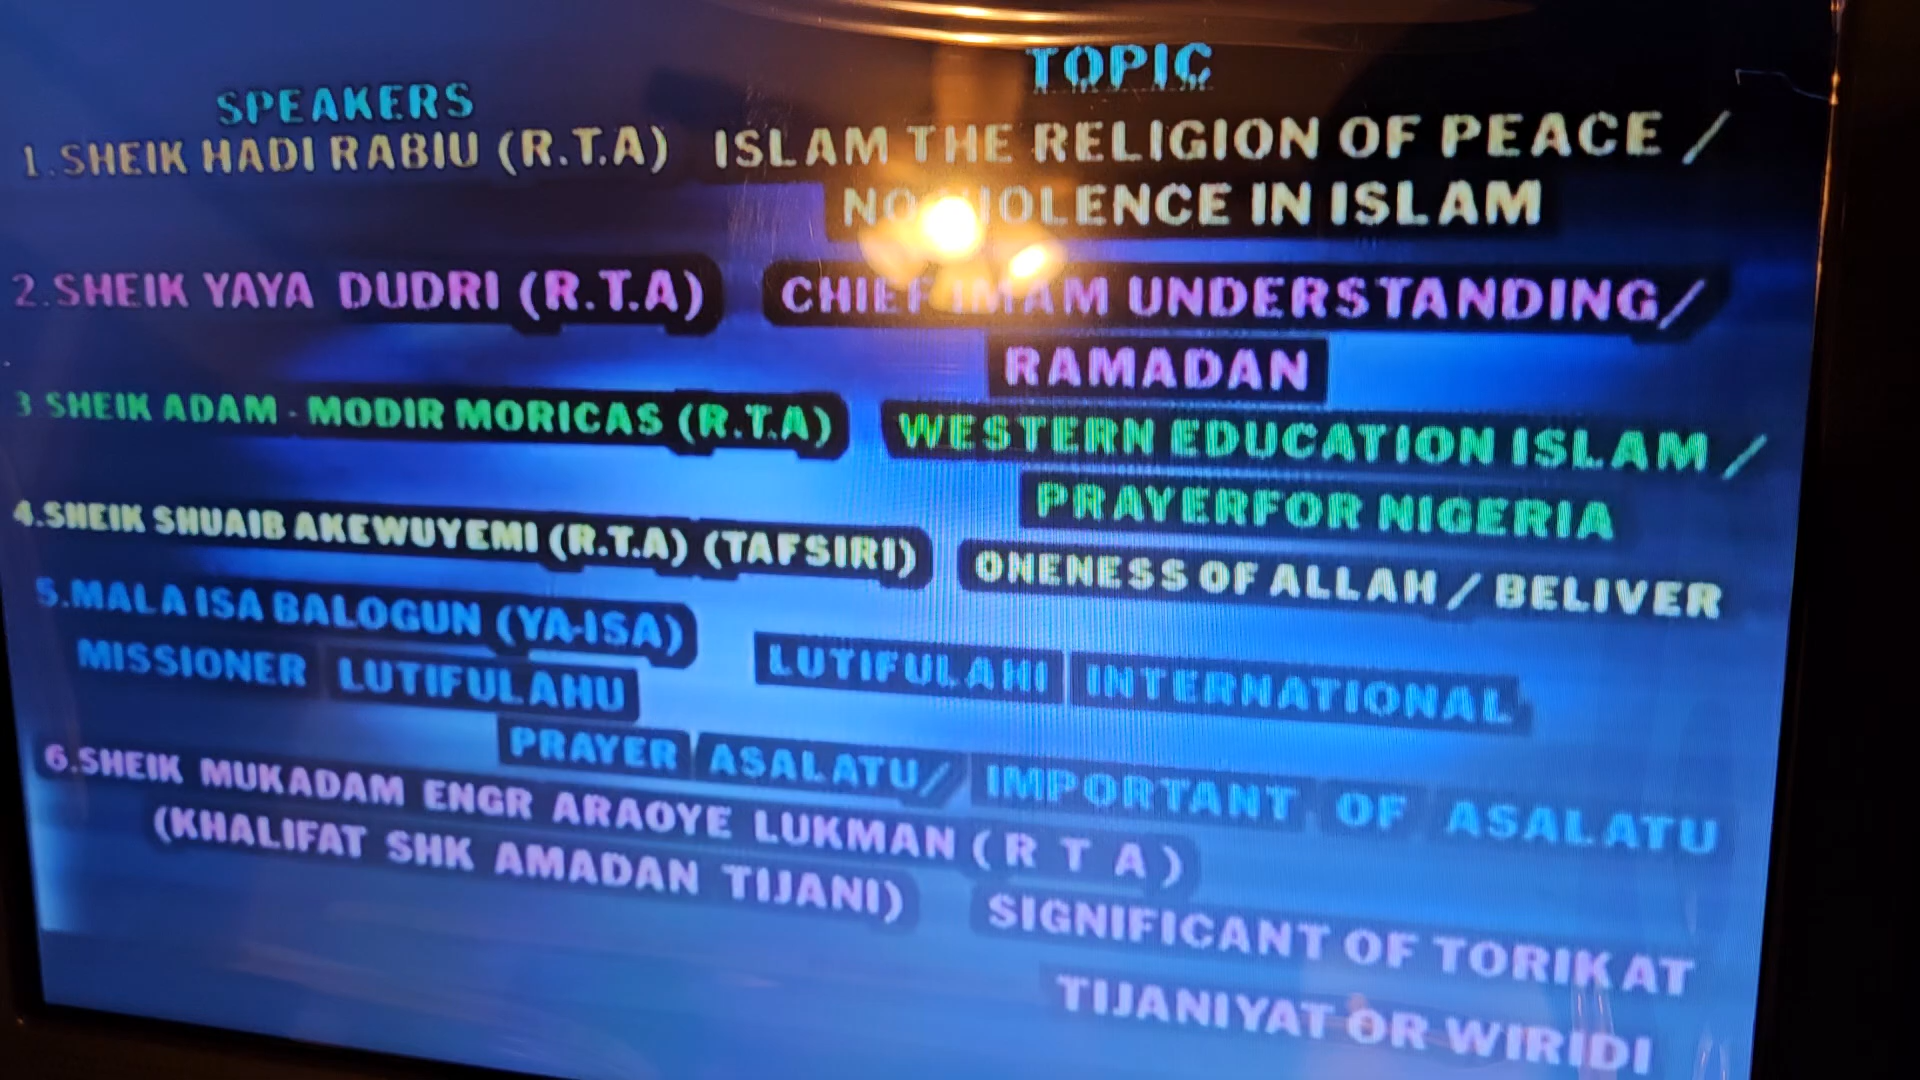 SPEAKERS TOPIC
1.SHEIK HADI RABIU (R.T.A) ISLAM THE RELIGION OF PEACE /
NO VIOLENCE IN ISLAM
2.SHEIK YAYA DUDRI (R.T.A) CHIEF IMAM UNDERSTANDING/
RAMADAN
3 SHEIK ADAM - MODIR MORICAS (R.T.A) WESTERN EDUCATION ISLAM /
PRAYERFOR NIGERIA
4.SHEIK SHUAIB AKEWUYEMI (R.T.A) (TAFSIRI) ONENESS OF ALLAH / BELIVER
5.MALA ISA BALOGUN (YA-ISA)
MISSIONER LUTIFULAHU LUTIFULAHI INTERNATIONAL
PRAYER ASALATU/ IMPORTANT OF ASALATU
6.SHEIK MUKADAM ENGR ARAOYE LUKMAN (R T A)
(KHALIFAT SHK AMADAN TIJANI) SIGNIFICANT OF TORIKAT
TIJANIYAT OR WIRIDI